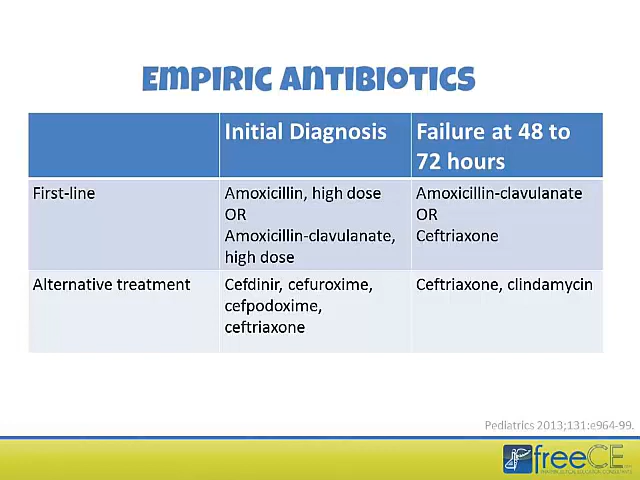 Empiric Antibiotics
Initial Diagnosis
Failure at 48 to
72 hours
First-line
Amoxicillin, high dose
OR
Amoxicillin-clavulanate,
high dose
Amoxicillin-clavulanate
OR
Ceftriaxone
Alternative treatment
Cefdinir, cefuroxime,
cefpodoxime,
ceftriaxone
Ceftriaxone, clindamycin
Pediatrics 2013;131:e964-99.
freeCE